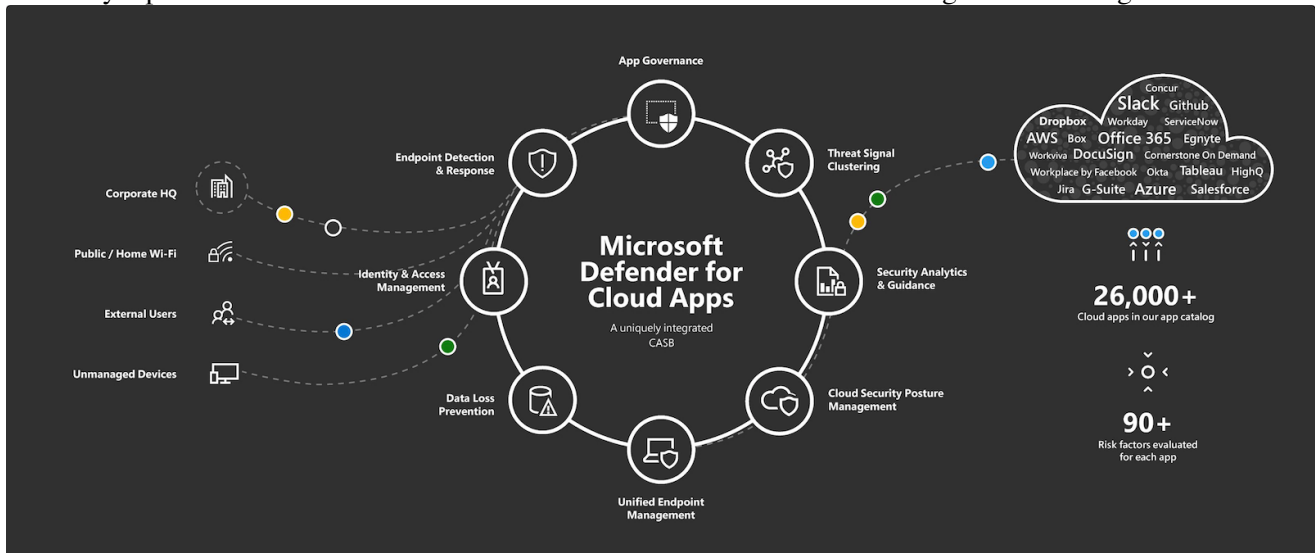 App Governance
Endpoint Detection
& Response
Threat Signal
Clustering
Corporate HQ
Public / Home Wi-Fi
Identity & Access
Management
External Users
Unmanaged Devices
Microsoft
Defender for
Cloud Apps
A uniquely integrated
CASB
Security Analytics
& Guidance
Data Loss
Prevention
Cloud Security Posture
Management
Unified Endpoint
Management
Concur
Slack Github
Dropbox Workday ServiceNow
AWS Box Office 365 Egnyte
Workviva DocuSign Cornerstone On Demand
Workplace by Facebook Okta Tableau HighQ
Jira G-Suite Azure Salesforce
26,000+
Cloud apps in our app catalog
90+
Risk factors evaluated
for each app